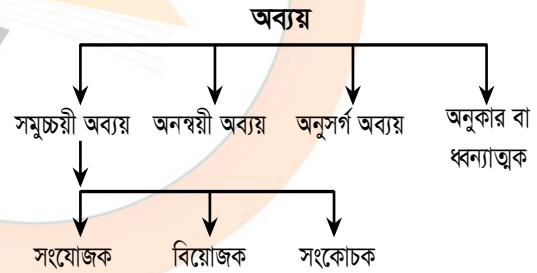 অব্যয়
সমুচ্চয়ী অব্যয় অনন্বয়ী অব্যয় অনুসর্গ অব্যয় অনুকার বা
ধ্বন্যাত্মক
সংযোজক বিয়োজক সংকোচক